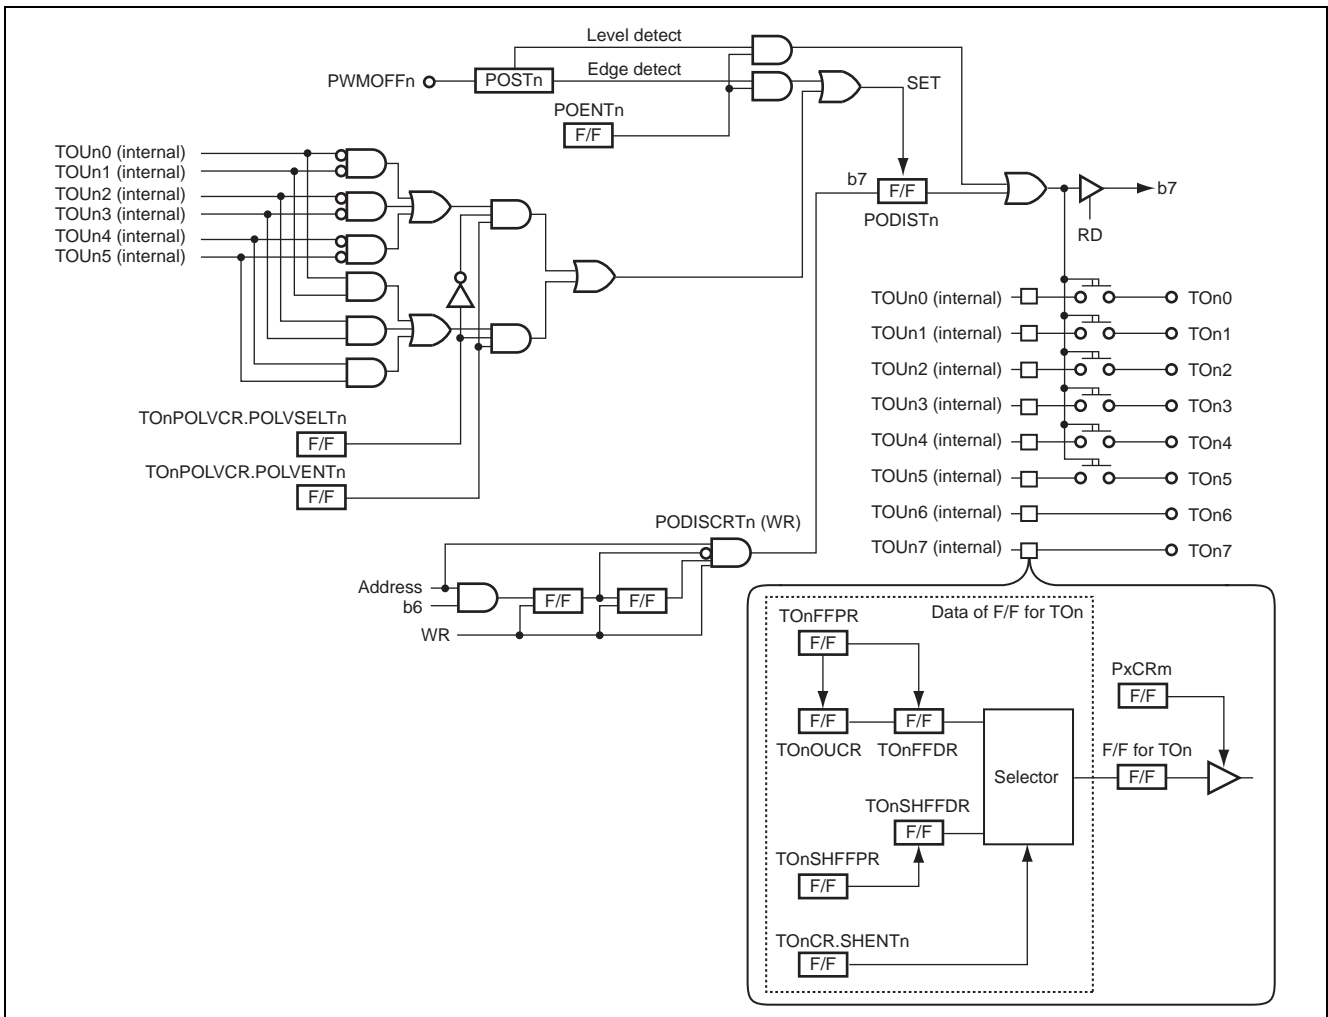 Level detect
PWMOFFn
POSTn
Edge detect
SET
POENTn
F/F
TOUn0 (internal)
TOUn1 (internal)
TOUn2 (internal)
TOUn3 (internal)
TOUn4 (internal)
TOUn5 (internal)
b7
F/F
PODISTn
b7
RD
TOUn0 (internal)
TOn0
TOUn1 (internal)
TOn1
TOUn2 (internal)
TOn2
TOUn3 (internal)
TOn3
TOUn4 (internal)
TOn4
TOUn5 (internal)
TOn5
TOUn6 (internal)
TOn6
TOUn7 (internal)
TOn7
TOnPOLVCR.POLVSELTn
F/F
TOnPOLVCR.POLVENTn
F/F
PODISCRTn (WR)
Address
b6
F/F
F/F
WR
Data of F/F for TOn
TOnFFPR
F/F
PxCRm
F/F
F/F
TOnOUCR
F/F
TOnFFDR
Selector
F/F for TOn
F/F
TOnSHFFDR
F/F
TOnSHFFPR
F/F
TOnCR.SHENTn
F/F